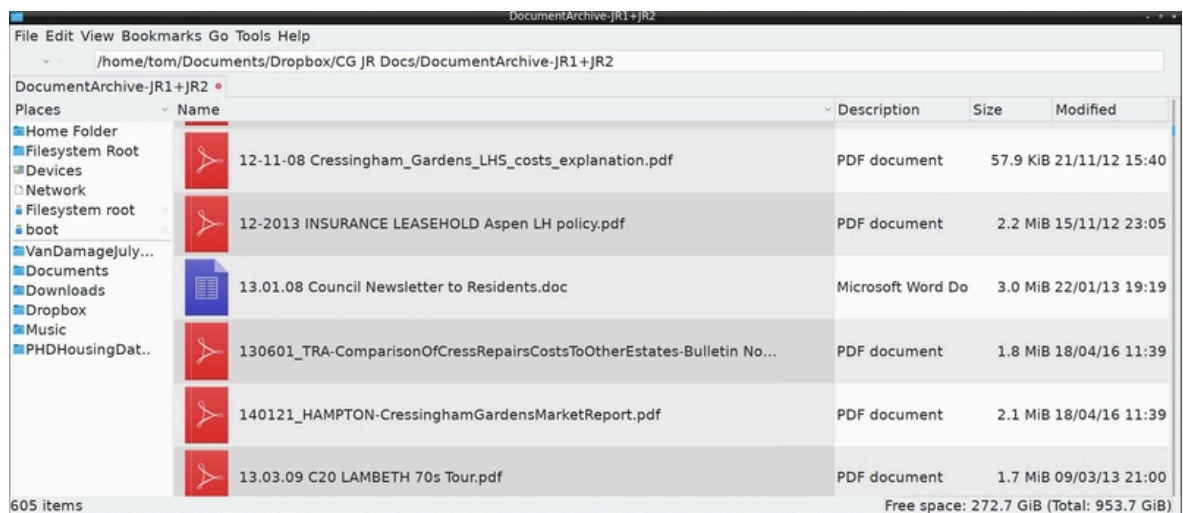 DocumentArchive-JR1+JR2
File Edit View Bookmarks Go Tools Help
/home/tom/Documents/Dropbox/CG JR Docs/DocumentArchive-JR1+JR2
DocumentArchive-JR1+JR2
Places
Home Folder
Filesystem Root
Devices
Network
Filesystem root
boot
VanDamageJuly...
Documents
Downloads
Dropbox
Music
PHDHousingDat..
Name Description Size Modified
12-11-08 Cressingham_Gardens_LHS_costs_explanation.pdf PDF document 57.9 KiB 21/11/12 15:40
12-2013 INSURANCE LEASEHOLD Aspen LH policy.pdf PDF document 2.2 MiB 15/11/12 23:05
13.01.08 Council Newsletter to Residents.doc Microsoft Word Do 3.0 MiB 22/01/13 19:19
130601_TRA-ComparisonOfCressRepairsCostsToOtherEstates-Bulletin No... PDF document 1.8 MiB 18/04/16 11:39
140121_HAMPTON-CressinghamGardensMarketReport.pdf PDF document 2.1 MiB 18/04/16 11:39
13.03.09 C20 LAMBETH 70s Tour.pdf PDF document 1.7 MiB 09/03/13 21:00
605 items Free space: 272.7 GiB (Total: 953.7 GiB)